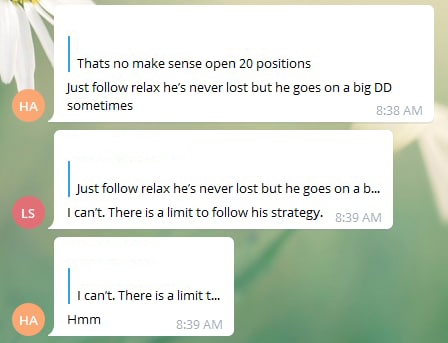 Thats no make sense open 20 positions
Just follow relax he's never lost but he goes on a big DD
sometimes
8:38 AM
HA
Just follow relax he's never lost but he goes on a b...
I can't. There is a limit to follow his strategy.
8:39 AM
LS
I can't. There is a limit t...
Hmm
8:39 AM
HA